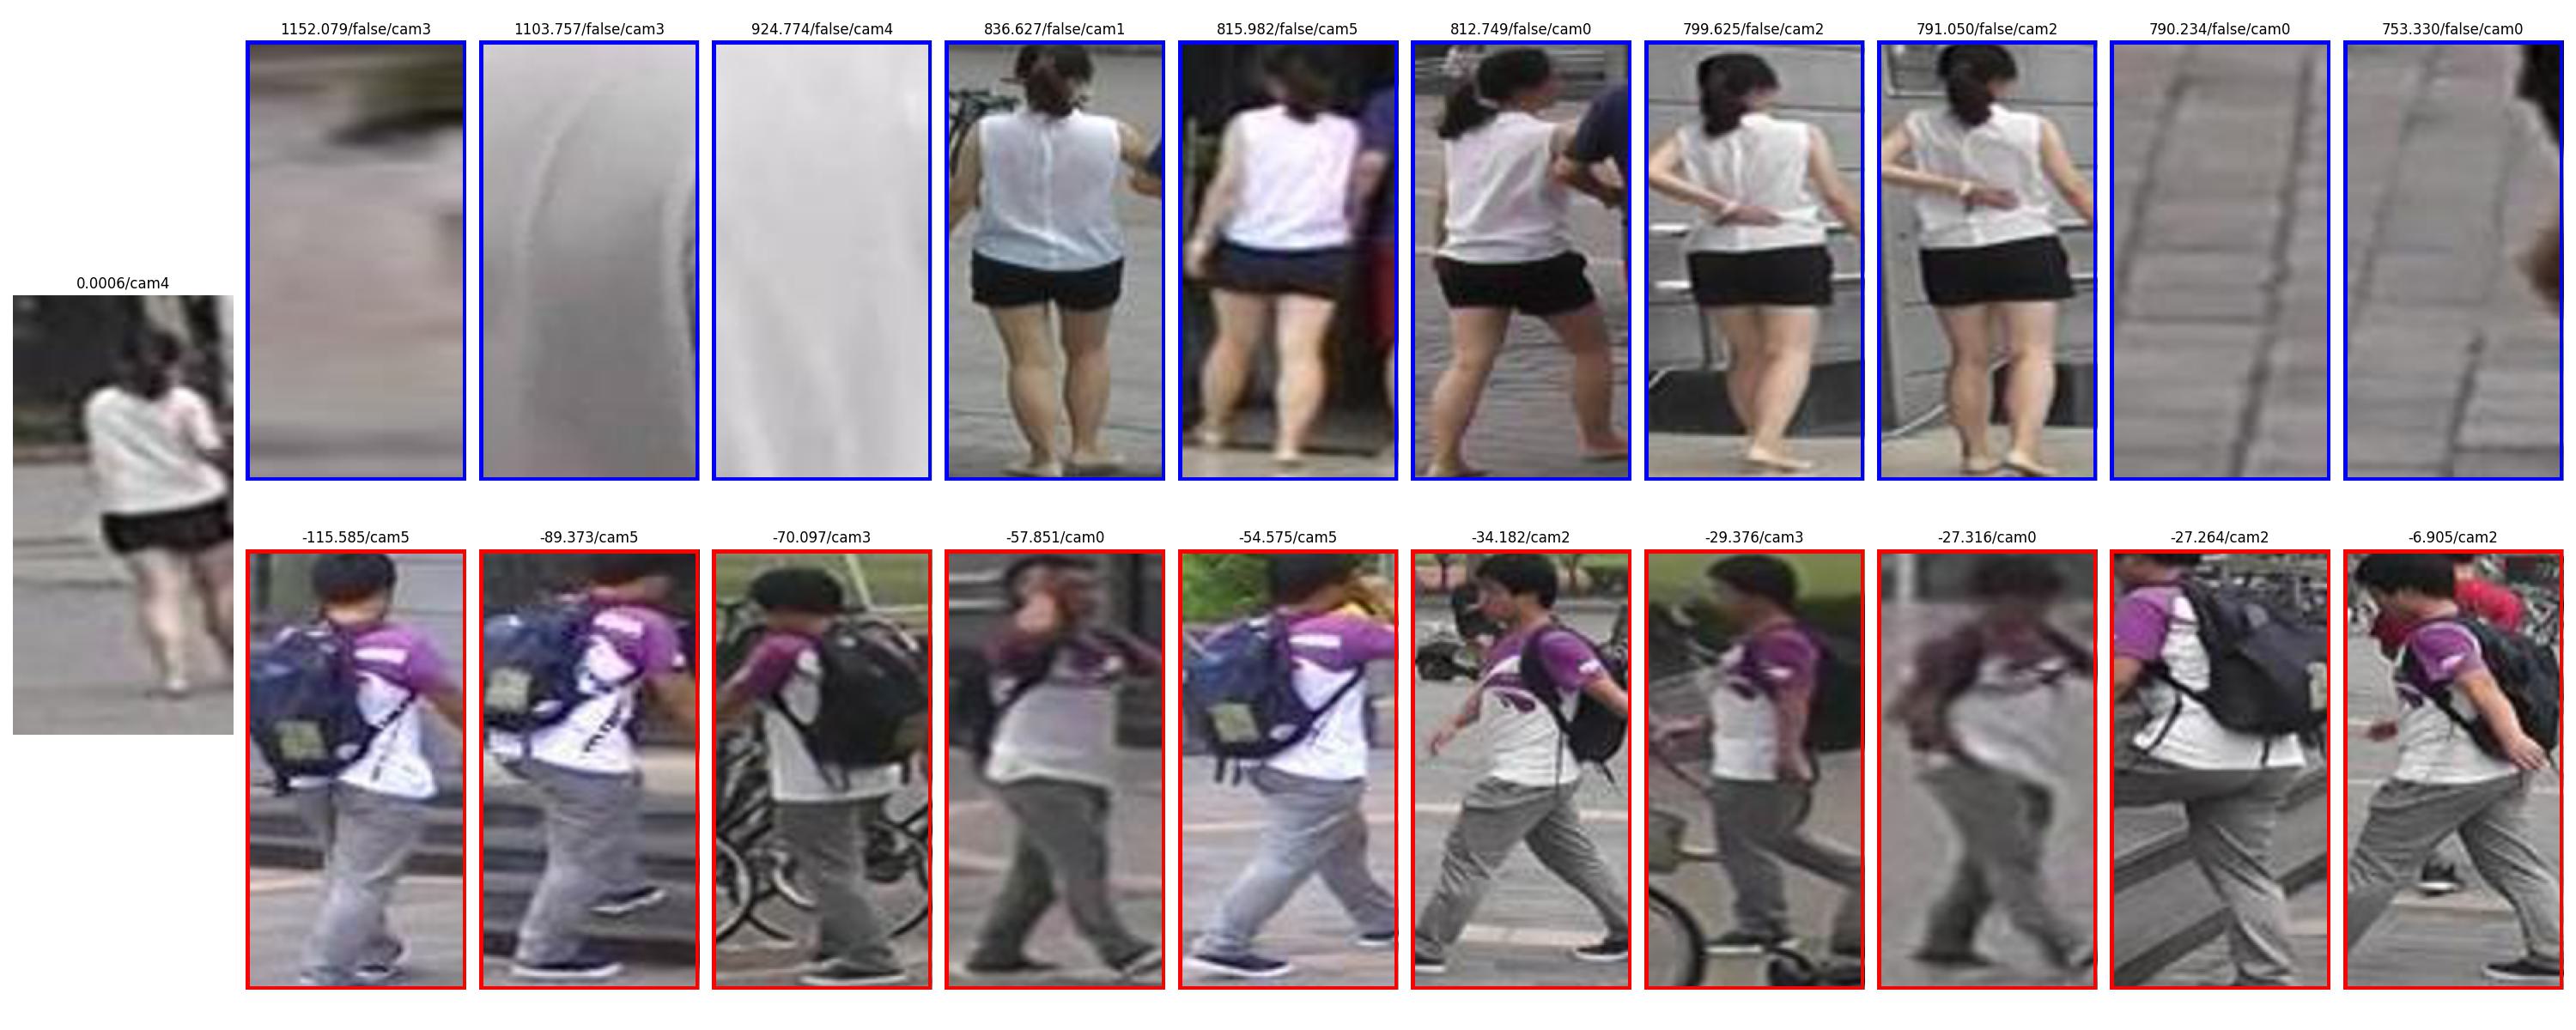 1152.079/false/cam3
1103.757/false/cam3
924.774/false/cam4
836.627/false/cam1
815.982/false/cam5
812.749/false/cam0
799.625/false/cam2
791.050/false/cam2
790.234/false/cam0
753.330/false/cam0
0.0006/cam4
-115.585/cam5
-89.373/cam5
-70.097/cam3
-57.851/cam0
-54.575/cam5
-34.182/cam2
-29.376/cam3
-27.316/cam0
-27.264/cam2
-6.905/cam2